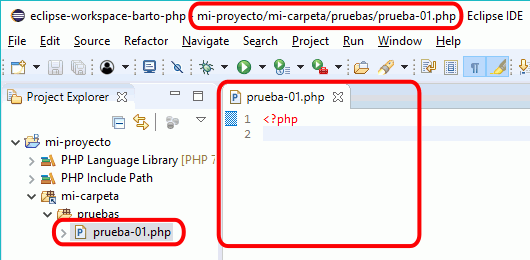 eclipse-workspace-barto-php - mi-proyecto/mi-carpeta/pruebas/prueba-01.php - Eclipse IDE
File Edit Source Refactor Navigate Search Project Run Window Help
Project Explorer
prueba-01.php
1 <?php
2
mi-proyecto
PHP Language Library [PHP 7
PHP Include Path
mi-carpeta
pruebas
prueba-01.php